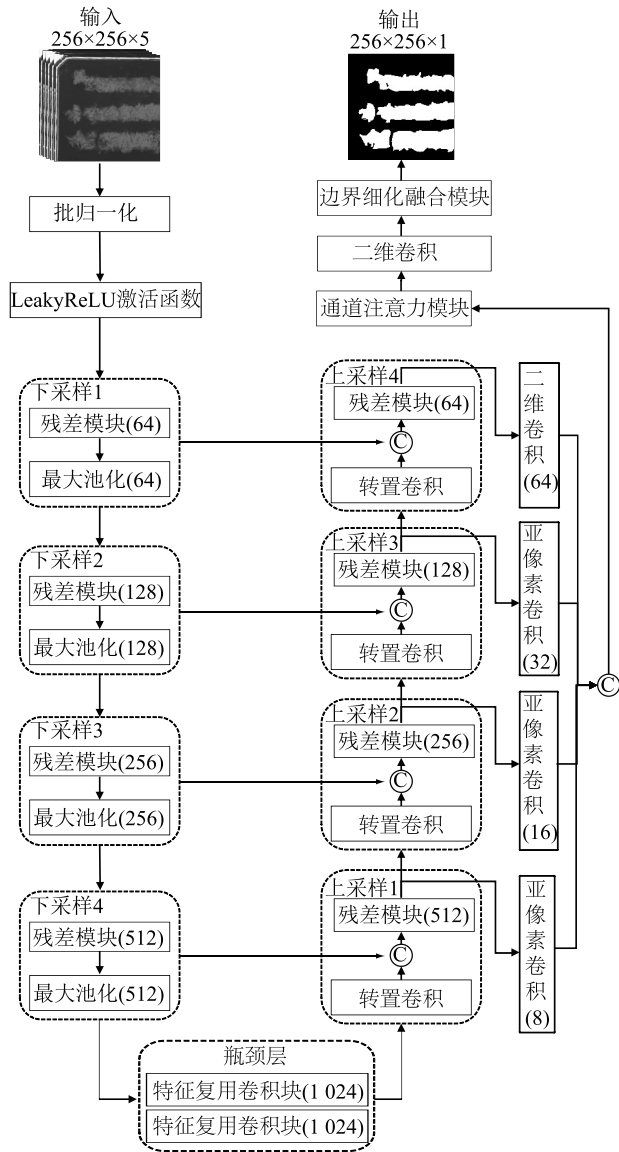 输入
256×256×5
批归一化
LeakyReLU激活函数
下采样1
残差模块(64)
最大池化(64)
下采样2
残差模块(128)
最大池化(128)
下采样3
残差模块(256)
最大池化(256)
下采样4
残差模块(512)
最大池化(512)
瓶颈层
特征复用卷积块(1 024)
特征复用卷积块(1 024)
输出
256×256×1
边界细化融合模块
二维卷积
通道注意力模块
上采样4
残差模块(64)
C
转置卷积
上采样3
残差模块(128)
C
转置卷积
上采样2
残差模块(256)
C
转置卷积
上采样1
残差模块(512)
C
转置卷积
二
维
卷
积
(64)
亚
像
素
卷
积
(32)
亚
像
素
卷
积
(16)
亚
像
素
卷
积
(8)
C